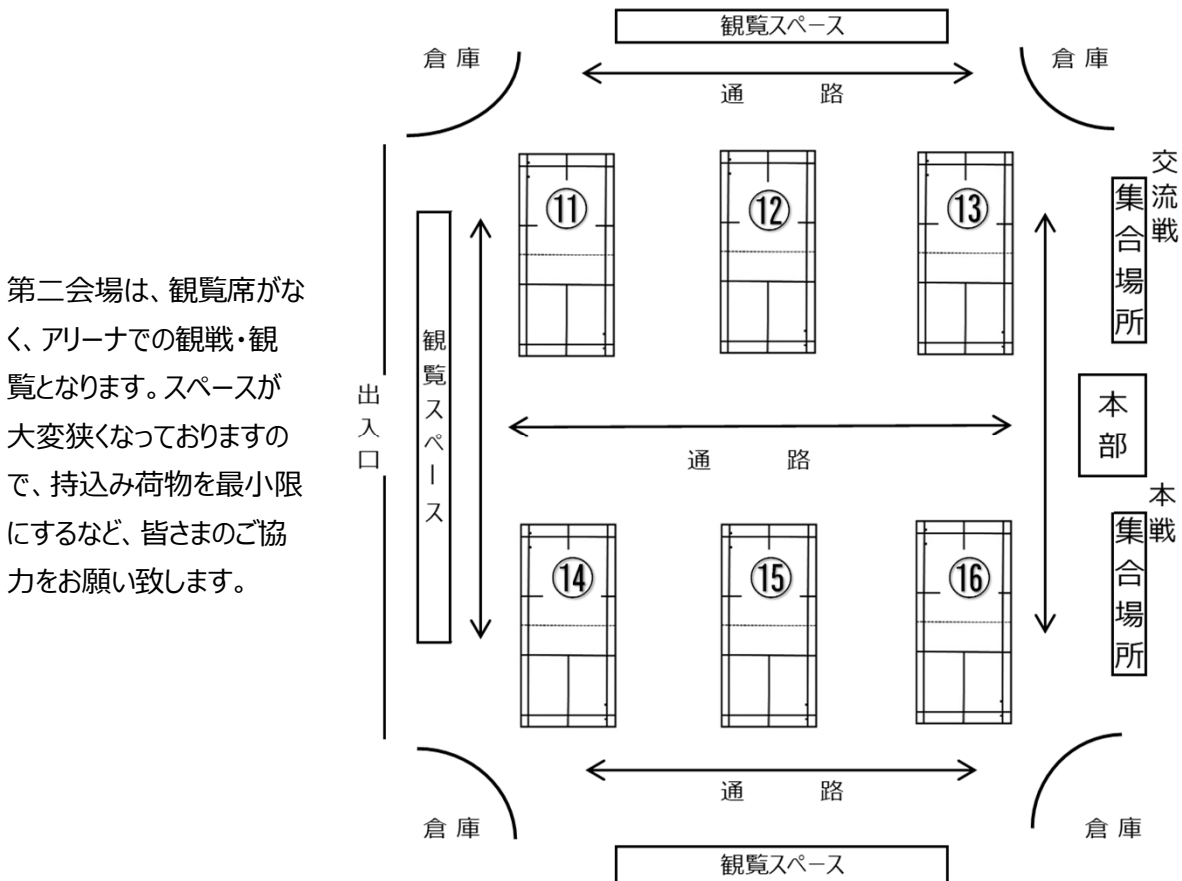 観覧スペース
倉庫
倉庫
通 路
⑪
⑫
⑬
交流戦
集合場所
第二会場は、観覧席がな
く、アリーナでの観戦・観
覧となります。スペースが
大変狭くなっておりますの
で、持込み荷物を最小限
にするなど、皆さまのご協
力をお願い致します。
出入口
観覧スペース
通 路
本部
本戦
集合場所
⑭
⑮
⑯
通 路
倉庫
倉庫
観覧スペース